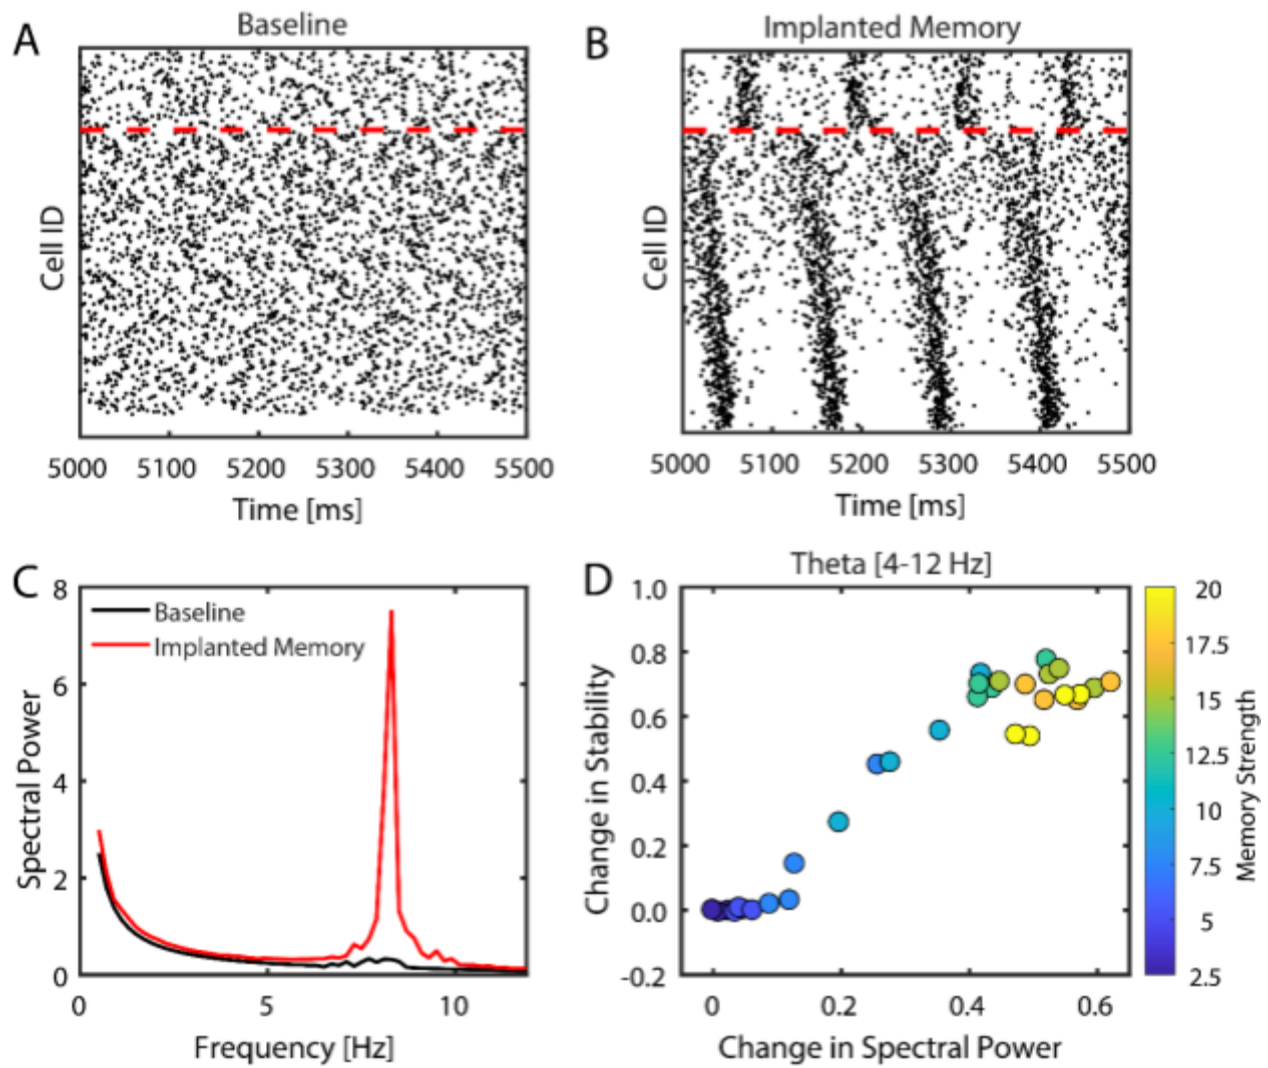 A
Baseline
Cell ID
5000 5100 5200 5300 5400 5500
Time [ms]
B
Implanted Memory
Cell ID
5000 5100 5200 5300 5400 5500
Time [ms]
C
8
6
4
2
0
Spectral Power
Baseline
Implanted Memory
0 5 10
Frequency [Hz]
D
Theta [4-12 Hz]
1.0
0.8
0.6
0.4
0.2
0.0
-0.2
Change in Stability
0 0.2 0.4 0.6
Change in Spectral Power
20
17.5
15
12.5
10
7.5
5
2.5
Memory Strength